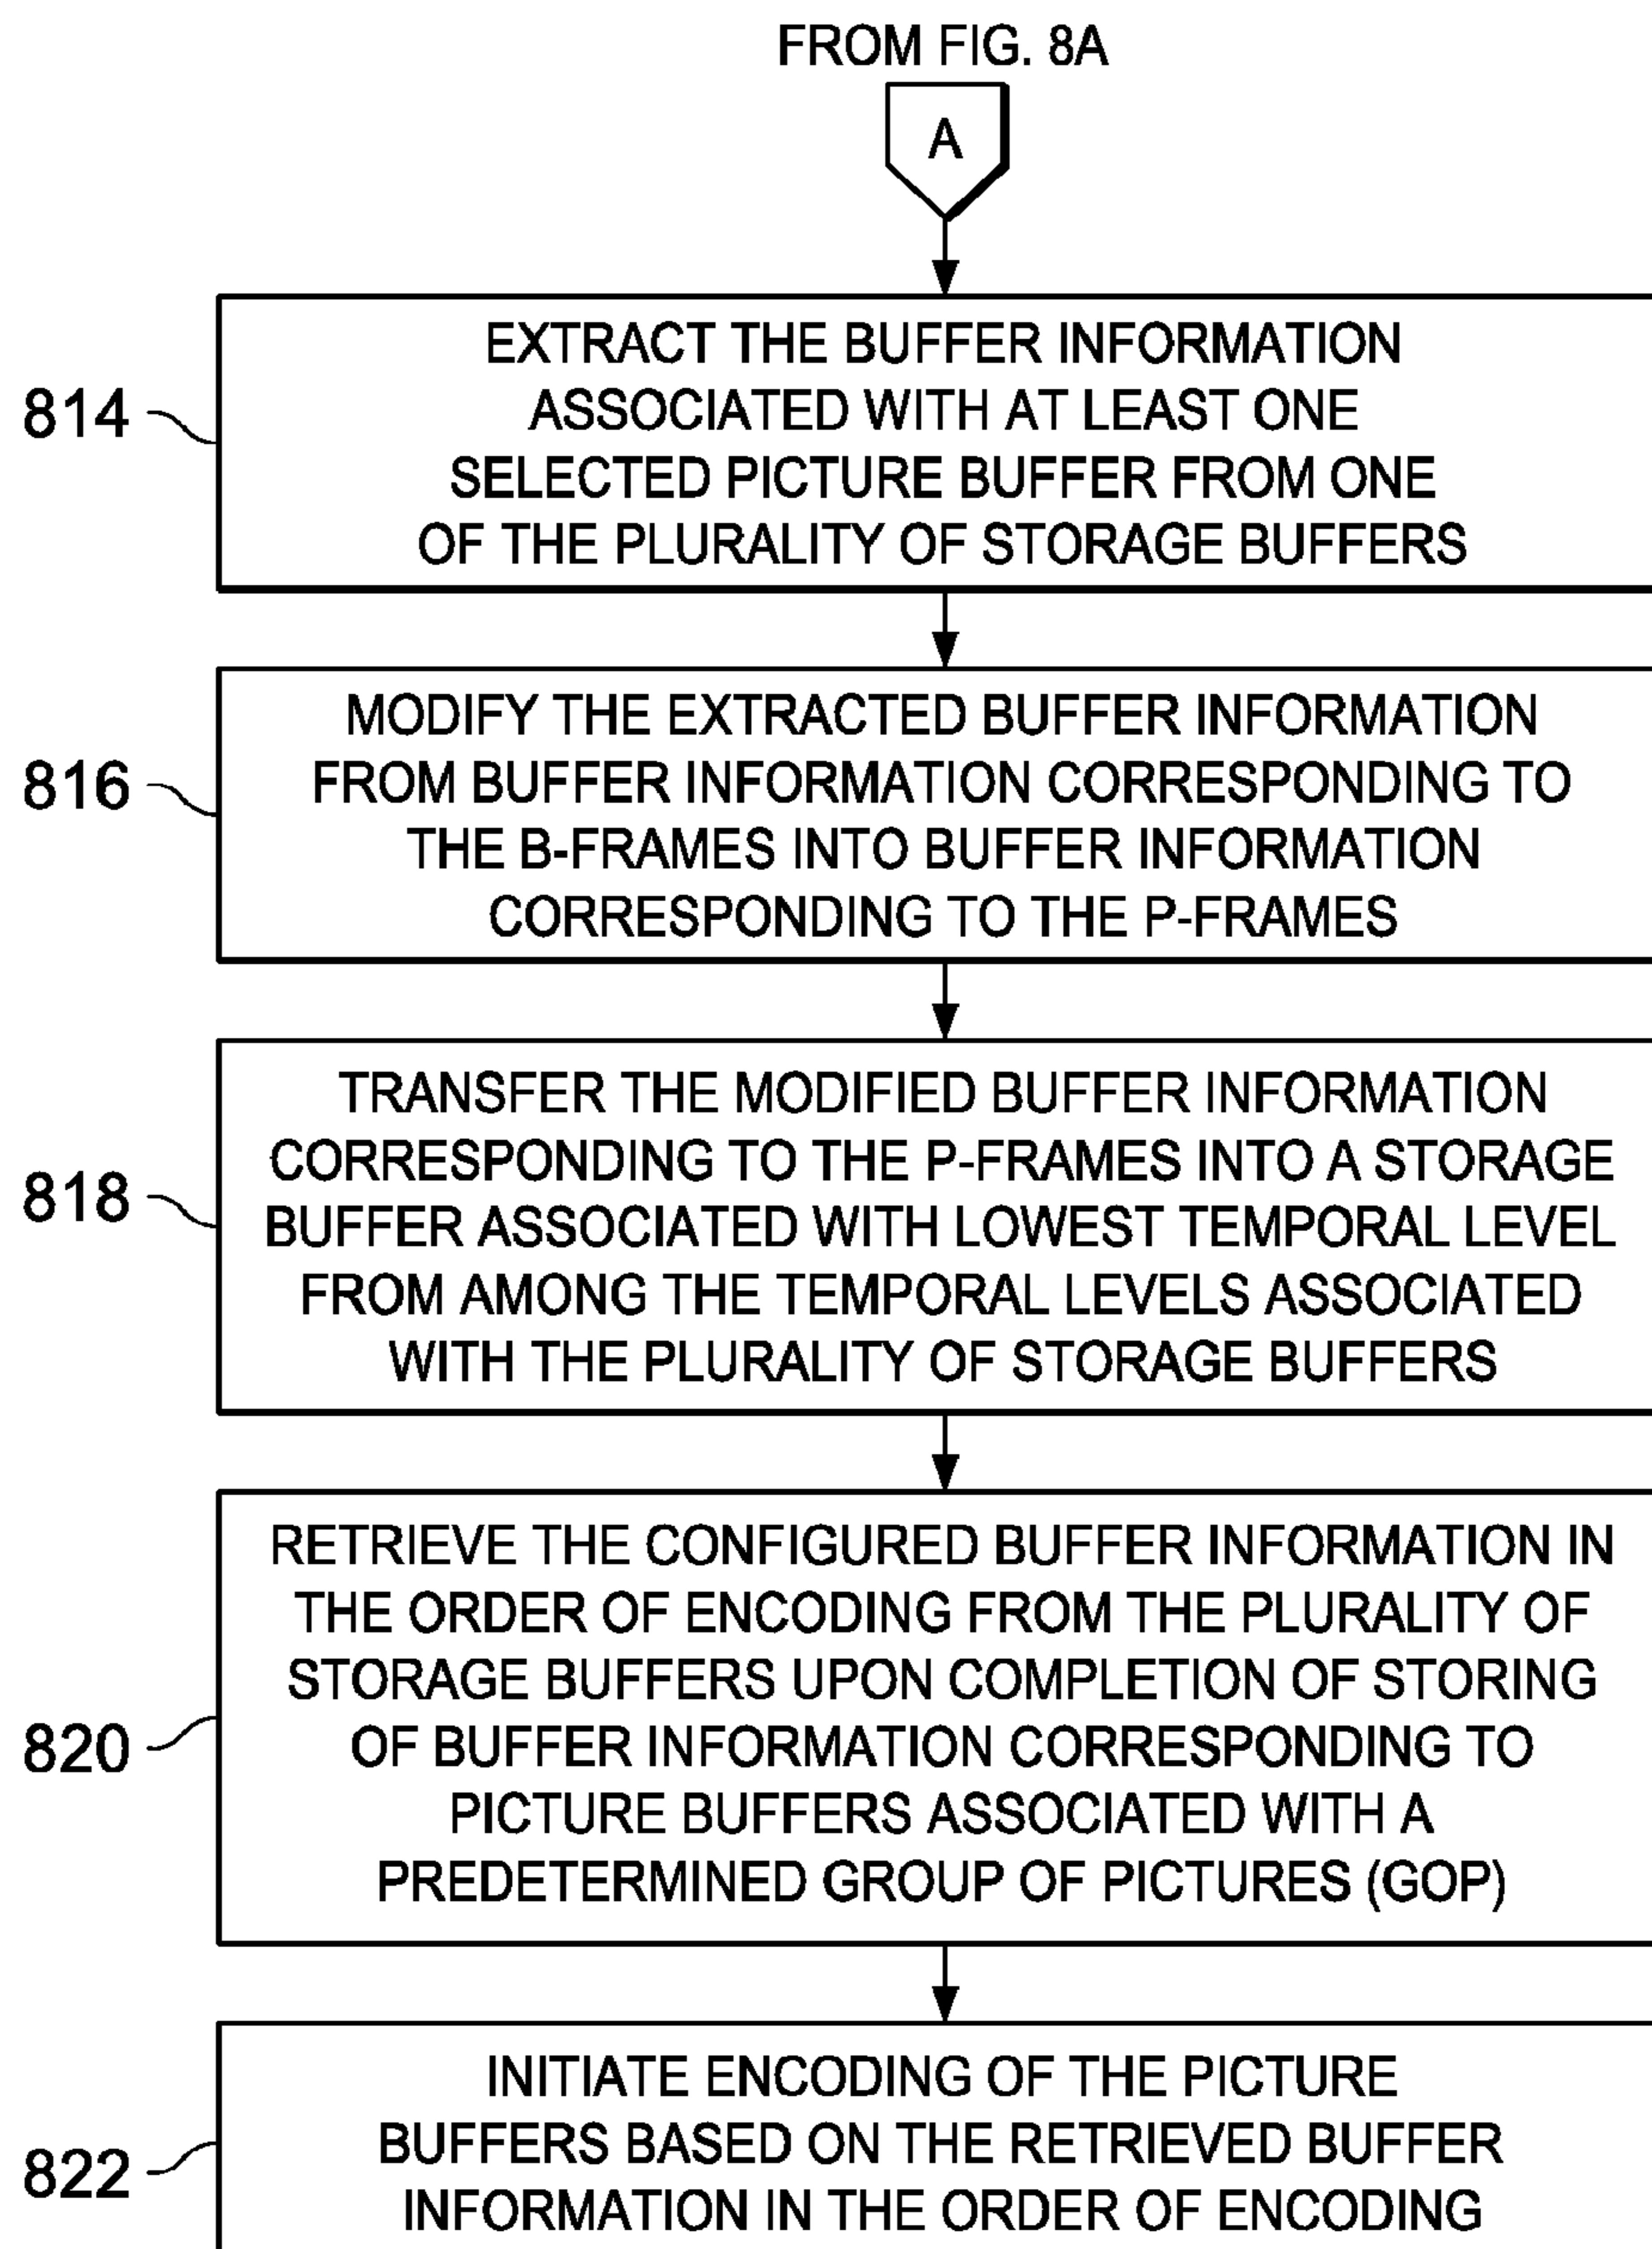 FROM FIG. 8A
A
814
EXTRACT THE BUFFER INFORMATION
ASSOCIATED WITH AT LEAST ONE
SELECTED PICTURE BUFFER FROM ONE
OF THE PLURALITY OF STORAGE BUFFERS
816
MODIFY THE EXTRACTED BUFFER INFORMATION
FROM BUFFER INFORMATION CORRESPONDING TO
THE B-FRAMES INTO BUFFER INFORMATION
CORRESPONDING TO THE P-FRAMES
818
TRANSFER THE MODIFIED BUFFER INFORMATION
CORRESPONDING TO THE P-FRAMES INTO A STORAGE
BUFFER ASSOCIATED WITH LOWEST TEMPORAL LEVEL
FROM AMONG THE TEMPORAL LEVELS ASSOCIATED
WITH THE PLURALITY OF STORAGE BUFFERS
820
RETRIEVE THE CONFIGURED BUFFER INFORMATION IN
THE ORDER OF ENCODING FROM THE PLURALITY OF
STORAGE BUFFERS UPON COMPLETION OF STORING
OF BUFFER INFORMATION CORRESPONDING TO
PICTURE BUFFERS ASSOCIATED WITH A
PREDETERMINED GROUP OF PICTURES (GOP)
822
INITIATE ENCODING OF THE PICTURE
BUFFERS BASED ON THE RETRIEVED BUFFER
INFORMATION IN THE ORDER OF ENCODING